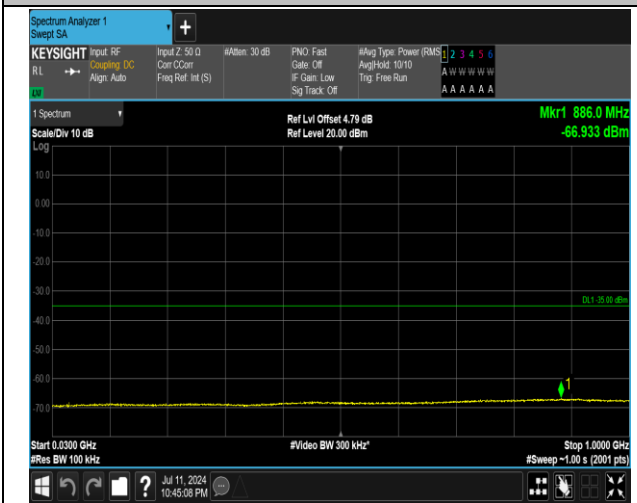 Spectrum Analyzer 1
Swept SA
+
KEYSIGHT
RL
Input: RF
Coupling: DC
Align: Auto
Input Z: 50 Ω
Corr CCorr
Freq Ref: Int (S)
#Atten: 30 dB
PNO: Fast
Gate: Off
IF Gain: Low
Sig Track: Off
#Avg Type: Power (RMS
Avg|Hold: 10/10
Trig: Free Run
1 2 3 4 5 6
A W W W W W
A A A A A A
1 Spectrum
Scale/Div 10 dB
Log
Ref Lvl Offset 4.79 dB
Ref Level 20.00 dBm
Mkr1 886.0 MHz
-66.933 dBm
10.0
0.00
-10.0
-20.0
-30.0
DL1 -35.00 dBm
-40.0
-50.0
-60.0
1
-70.0
Start 0.0300 GHz
#Res BW 100 kHz
#Video BW 300 kHz*
Stop 1.0000 GHz
#Sweep ~1.00 s (2001 pts)
?
Jul 11, 2024
10:45:08 PM